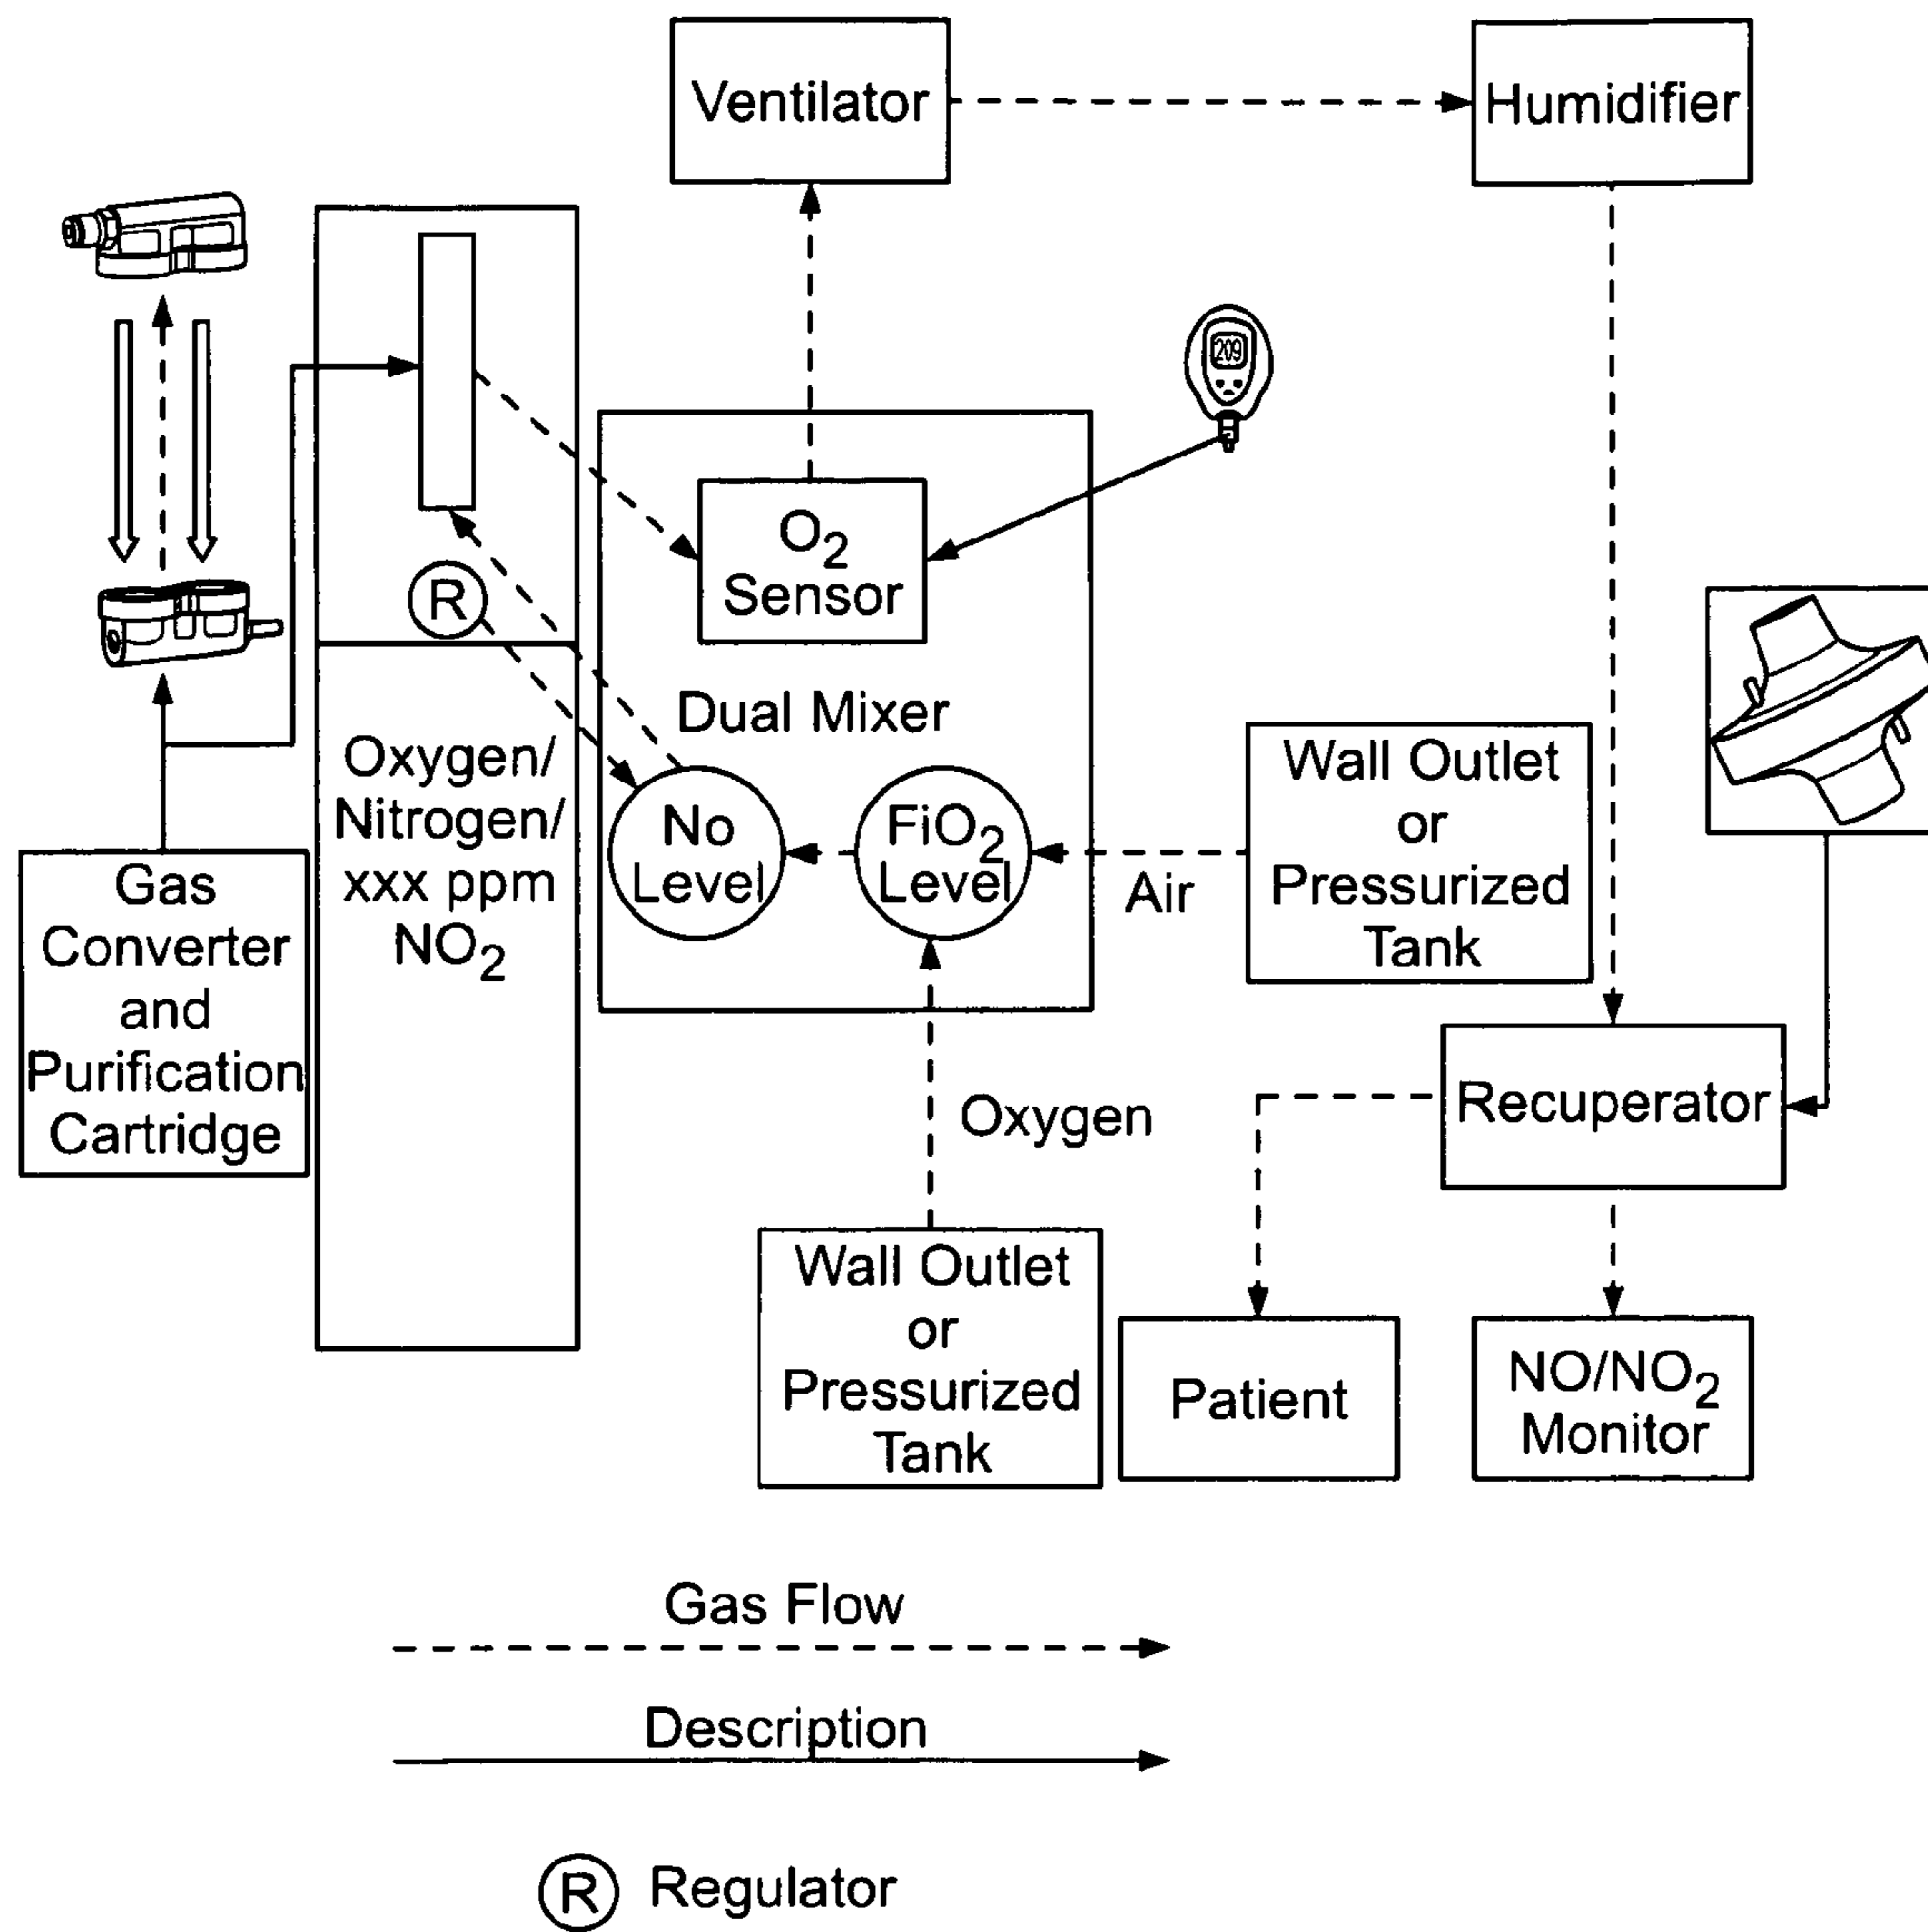 Ventilator
Humidifier
209
O₂
Sensor
R
Dual Mixer
Oxygen/
Nitrogen/
xxx ppm
NO₂
No
Level
FiO₂
Level
Air
Wall Outlet
or
Pressurized
Tank
Gas
Converter
and
Purification
Cartridge
Oxygen
Recuperator
Wall Outlet
or
Pressurized
Tank
Patient
NO/NO₂
Monitor
Gas Flow
Description
R Regulator